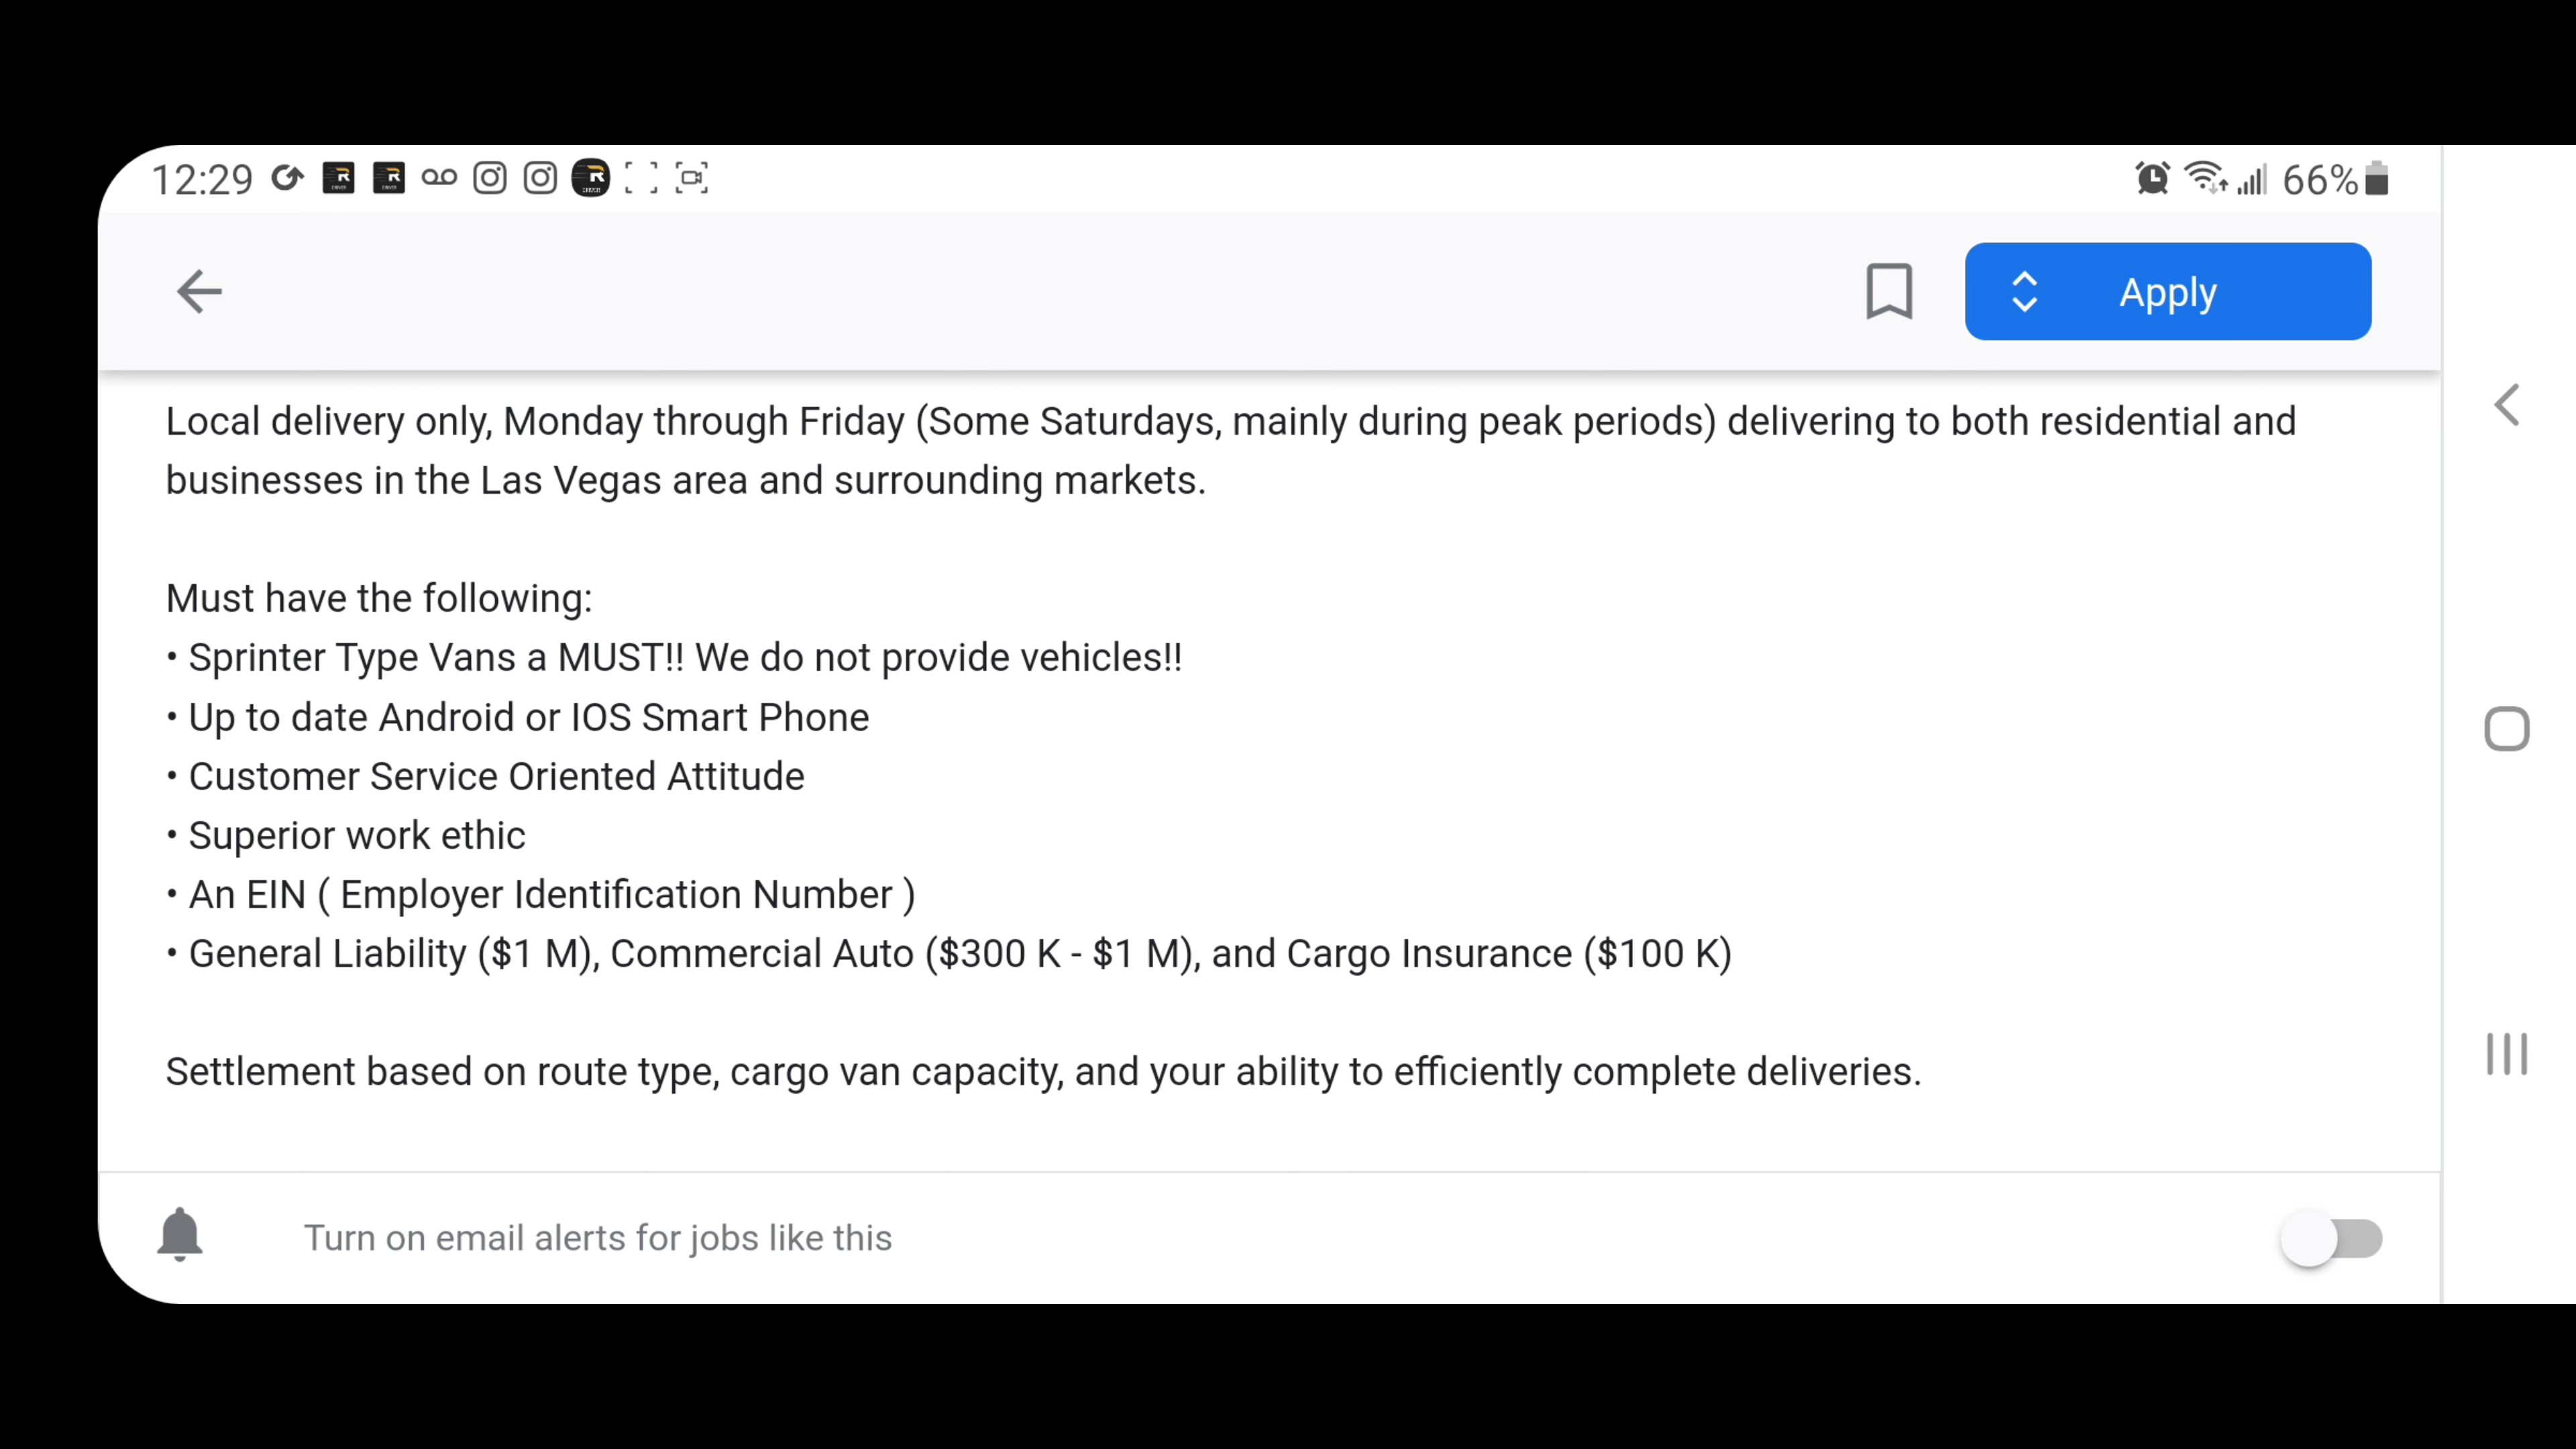 12:29
66%
Apply
Local delivery only, Monday through Friday (Some Saturdays, mainly during peak periods) delivering to both residential and
businesses in the Las Vegas area and surrounding markets.
Must have the following:
• Sprinter Type Vans a MUST!! We do not provide vehicles!!
• Up to date Android or IOS Smart Phone
• Customer Service Oriented Attitude
• Superior work ethic
• An EIN ( Employer Identification Number )
• General Liability ($1 M), Commercial Auto ($300 K - $1 M), and Cargo Insurance ($100 K)
Settlement based on route type, cargo van capacity, and your ability to efficiently complete deliveries.
Turn on email alerts for jobs like this